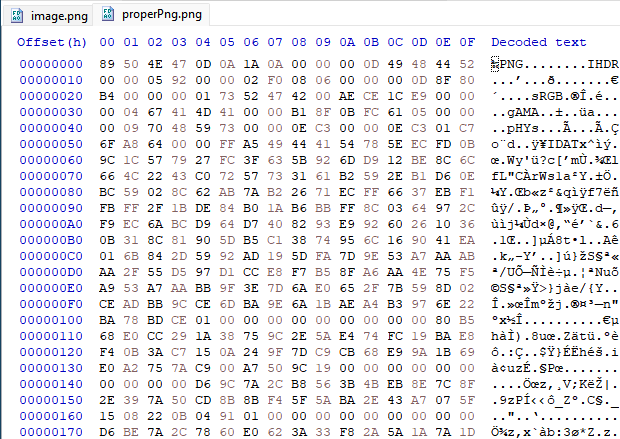 image.png properPng.png
Offset(h) 00 01 02 03 04 05 06 07 08 09 0A 0B 0C 0D 0E 0F Decoded text
00000000 89 50 4E 47 0D 0A 1A 0A 00 00 00 0D 49 48 44 52 ‰PNG........IHDR
00000010 00 00 05 92 00 00 02 F0 08 06 00 00 00 0D 8F 80 ...’...ð.......€
00000020 B4 00 00 00 01 73 52 47 42 00 AE CE 1C E9 00 00 ´....sRGB.®Î.é..
00000030 00 04 67 41 4D 41 00 00 B1 8F 0B FC 61 05 00 00 ..gAMA..±..üa...
00000040 00 09 70 48 59 73 00 00 0E C3 00 00 0E C3 01 C7 ..pHYs...Ã...Ã.Ç
00000050 6F A8 64 00 00 FF A5 49 44 41 54 78 5E EC FD 0B o¨d..ÿ¥IDATx^ìý.
00000060 9C 1C 57 79 27 FC 3F 63 5B 92 6D D9 12 BE 8C 6C œ.Wy'ü?c[’mÙ.¾Œl
00000070 66 4C 22 43 C0 72 57 73 31 61 B2 59 2E B1 D6 0E fL"CÀrWs1a²Y.±Ö.
00000080 BC 59 02 8C 62 AB 7A B2 26 71 EC FF 66 37 EB F1 ¼Y.Œb«z²&qìÿf7ëñ
00000090 FB FF 2F 1B DE 84 B0 1A B6 BB FF 8C 03 64 97 2C ûÿ/.Þ„°.¶»ÿŒ.d—,
000000A0 F9 EC 6A BC D9 64 D7 40 82 93 E9 92 60 26 10 36 ùìj¼Ùd×@‚“é’`&.6
000000B0 0B 31 8C 81 90 5D B5 C1 38 74 95 6C 16 90 41 EA .1Œ..]µÁ8t•l..Aê
000000C0 01 6B 84 2D 59 92 AD 19 5D FA 7D 9E 53 A7 AA AB .k„-Y’..]ú}žS§ª«
000000D0 AA 2F 55 D5 97 D1 CC E8 F7 B5 8F A6 AA 4E 75 F5 ª/UÕ—ÑÌè÷µ.¦ªNuõ
000000E0 A9 53 A7 AA BB 9F 3E 7D 6A E0 65 2F 7B 59 8D 02 ©S§ª»Ÿ>}jàe/{Y..
000000F0 CE AD BB 9C CE 6D BA 9E 6A 1B AE A4 B3 97 6E 22 Î.»œÎmºžj.®¤³—n"
00000100 BA 78 BD CE 01 00 00 00 00 00 00 00 00 00 80 B5 ºx½Î..........€µ
00000110 68 E0 CC 29 1A 38 75 9C 2E 5A E4 74 FC 19 BA E8 hàÌ).8uœ.Zätü.ºè
00000120 F4 0B 3A C7 15 0A 24 9F 7D C9 CB 68 E9 9A 1B 69 ô.:Ç..$Ÿ}ÉËhéš.i
00000130 E0 A2 75 7A C9 00 A7 50 9C 19 00 00 00 00 00 00 à¢uzÉ.§Pœ.......
00000140 00 00 00 00 D6 9C 7A 2C B8 56 3B 4B EB 8E 7C 8F ....Öœz,¸V;KëŽ|.
00000150 2E 39 7A 50 CD 8B 8B F4 5F 5A BA 2E 43 A7 07 5F .9zPÍ‹‹ô_Zº.C§._
00000160 15 08 22 0B 04 91 01 00 00 00 00 00 00 00 00 00 .."..‘..........
00000170 D6 BE 7A 2C 78 60 E0 62 3A 33 F8 2A 5A 1A 7A 1D Ö¾z,x`àb:3ø*Z.z.